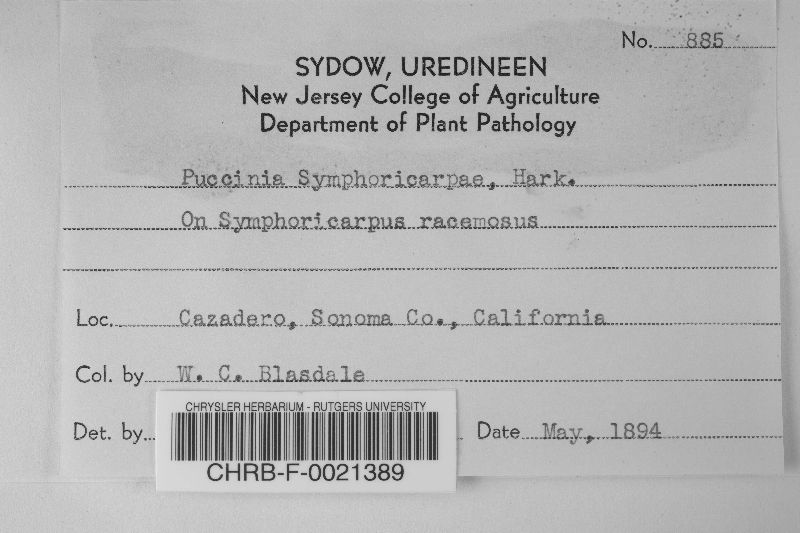 No. 885
SYDOW, UREDINEEN
New Jersey College of Agriculture
Department of Plant Pathology
Puccinia Symphoricarpae, Hark.
On Symphoricarpus racemosus
Loc. Cazadero, Sonoma Co., California
Col. by W. C. Blasdale
Det. by
Date May, 1894
CHRYSLER HERBARIUM - RUTGERS UNIVERSITY
CHRB-F-0021389